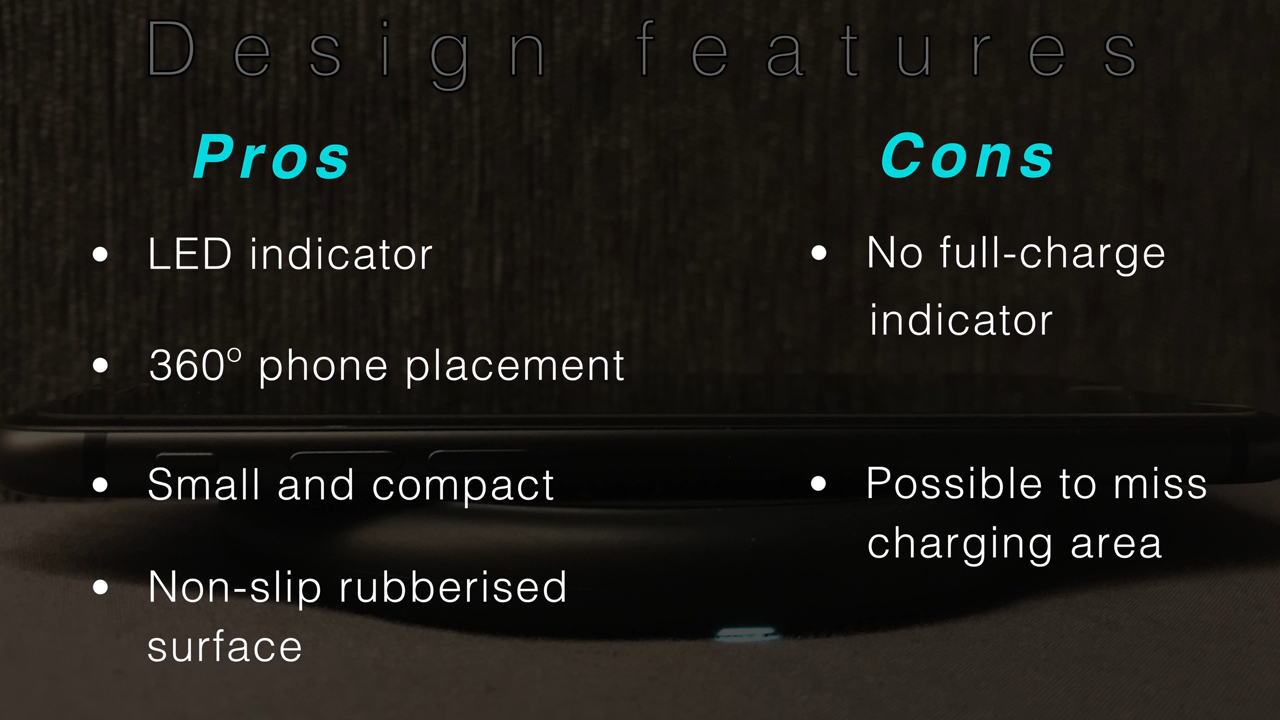 Design features
Pros
• LED indicator
• 360º phone placement
• Small and compact
• Non-slip rubberised
surface
Cons
• No full-charge
indicator
• Possible to miss
charging area